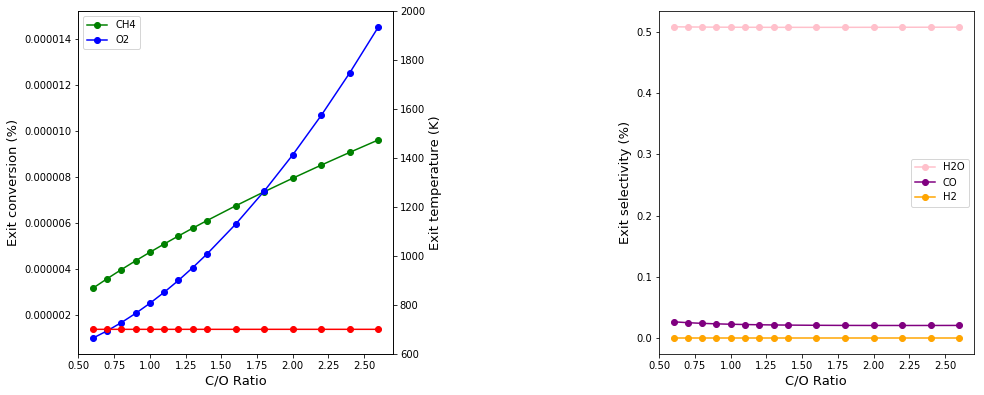 CH4
O2
0.000014
0.000012
0.000010
0.000008
0.000006
0.000004
0.000002
Exit conversion (%)
0.50 0.75 1.00 1.25 1.50 1.75 2.00 2.25 2.50
C/O Ratio
2000
1800
1600
1400
1200
1000
800
600
Exit temperature (K)
0.5
0.4
0.3
0.2
0.1
0.0
Exit selectivity (%)
H2O
CO
H2
0.50 0.75 1.00 1.25 1.50 1.75 2.00 2.25 2.50
C/O Ratio